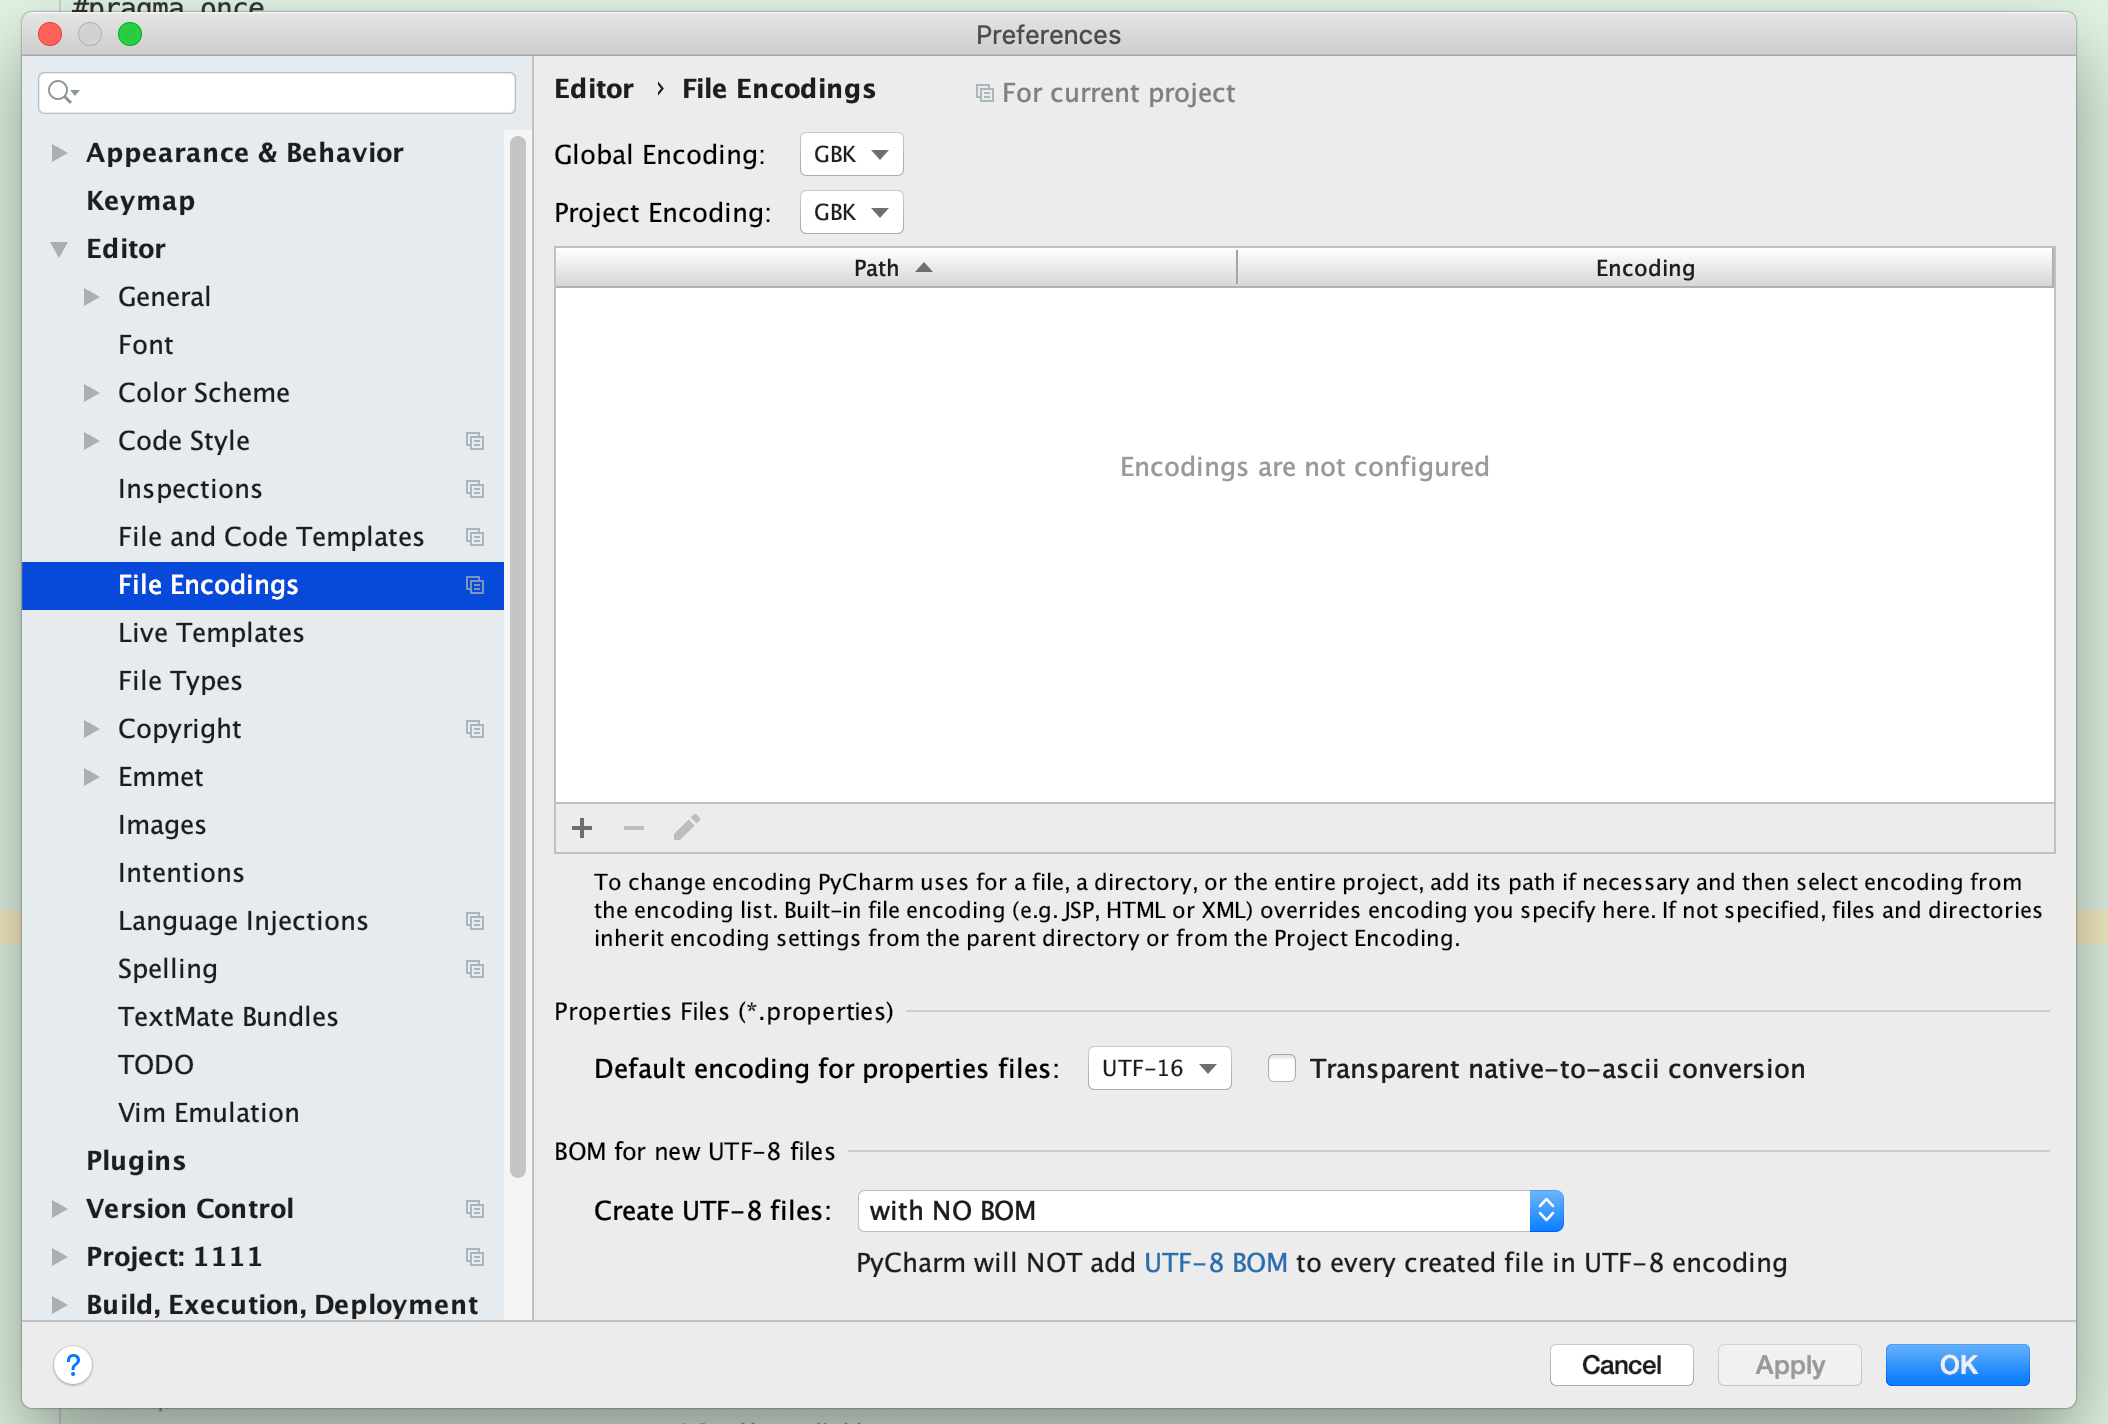 #pragma once
Preferences
Editor › File Encodings
For current project
Appearance & Behavior
Keymap
Editor
General
Font
Color Scheme
Code Style
Inspections
File and Code Templates
File Encodings
Live Templates
File Types
Copyright
Emmet
Images
Intentions
Language Injections
Spelling
TextMate Bundles
TODO
Vim Emulation
Plugins
Version Control
Project: 1111
Build, Execution, Deployment
Global Encoding: GBK
Project Encoding: GBK
Path Encoding
Encodings are not configured
To change encoding PyCharm uses for a file, a directory, or the entire project, add its path if necessary and then select encoding from
the encoding list. Built-in file encoding (e.g. JSP, HTML or XML) overrides encoding you specify here. If not specified, files and directories
inherit encoding settings from the parent directory or from the Project Encoding.
Properties Files (*.properties)
Default encoding for properties files: UTF-16 Transparent native-to-ascii conversion
BOM for new UTF-8 files
Create UTF-8 files: with NO BOM
PyCharm will NOT add UTF-8 BOM to every created file in UTF-8 encoding
?
Cancel Apply OK